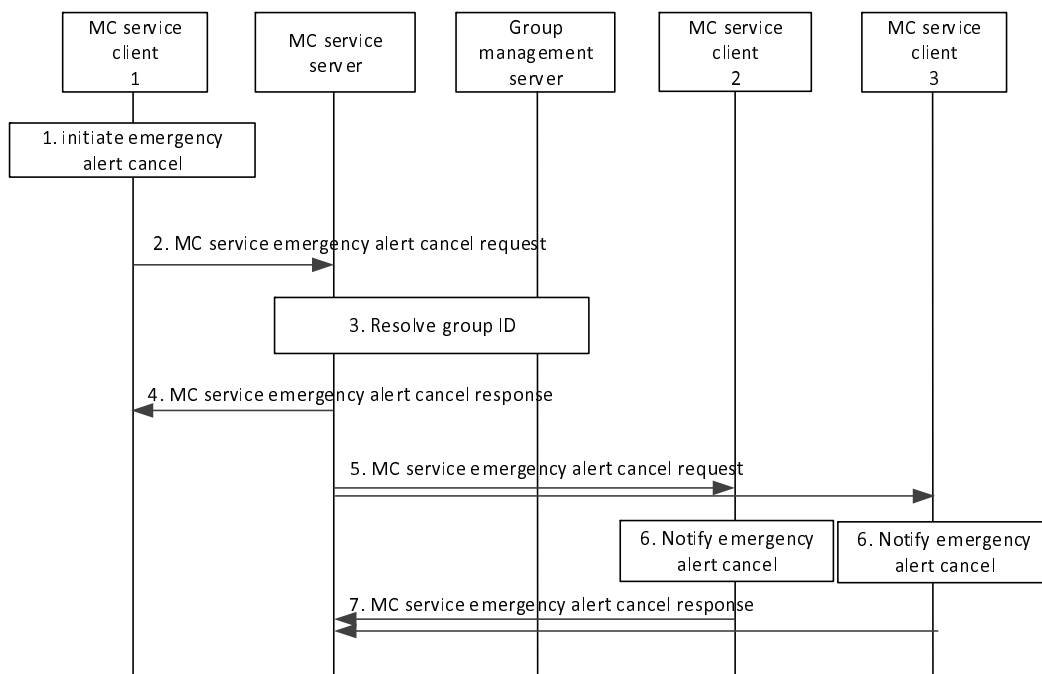 MC service
client
1
MC service
server
Group
management
server
MC service
client
2
MC service
client
3
1. initiate emergency
alert cancel
2. MC service emergency alert cancel request
3. Resolve group ID
4. MC service emergency alert cancel response
5. MC service emergency alert cancel request
6. Notify emergency
alert cancel
6. Notify emergency
alert cancel
7. MC service emergency alert cancel response